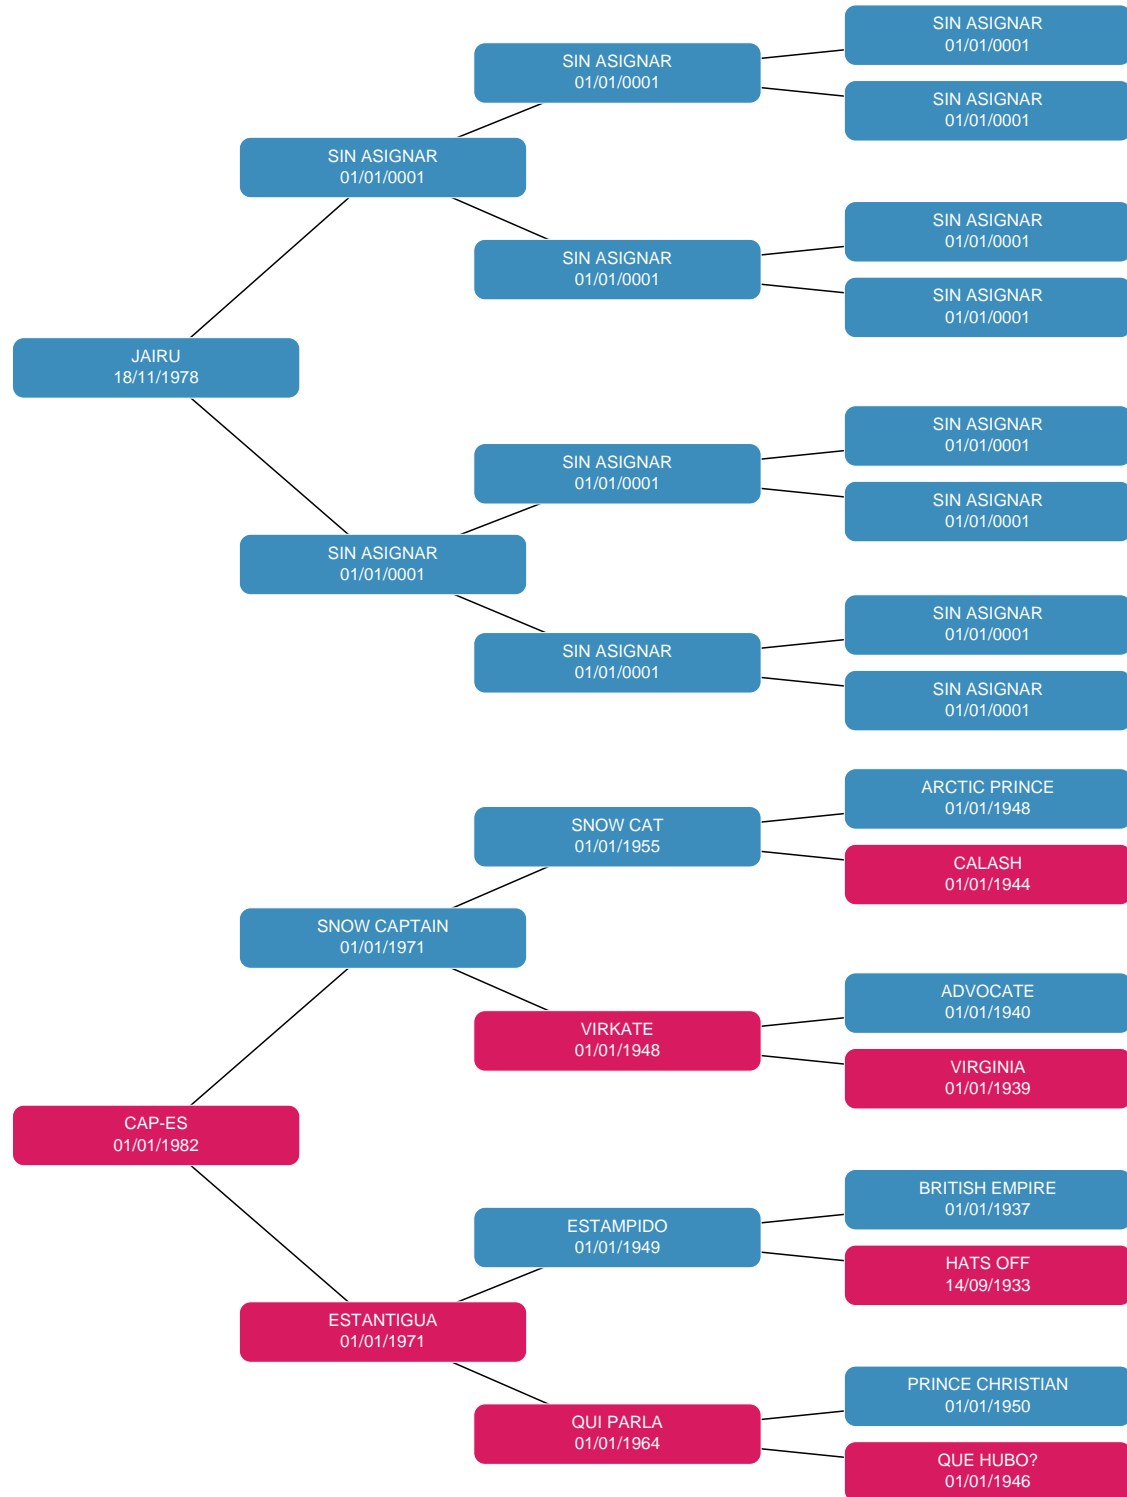 SIN ASIGNAR
01/01/0001
SIN ASIGNAR
01/01/0001
SIN ASIGNAR
01/01/0001
SIN ASIGNAR
01/01/0001
SIN ASIGNAR
01/01/0001
SIN ASIGNAR
01/01/0001
SIN ASIGNAR
01/01/0001
JAIRU
18/11/1978
SIN ASIGNAR
01/01/0001
SIN ASIGNAR
01/01/0001
SIN ASIGNAR
01/01/0001
SIN ASIGNAR
01/01/0001
SIN ASIGNAR
01/01/0001
SIN ASIGNAR
01/01/0001
SIN ASIGNAR
01/01/0001
ARCTIC PRINCE
01/01/1948
SNOW CAT
01/01/1955
CALASH
01/01/1944
SNOW CAPTAIN
01/01/1971
ADVOCATE
01/01/1940
VIRKATE
01/01/1948
VIRGINIA
01/01/1939
CAP-ES
01/01/1982
BRITISH EMPIRE
01/01/1937
ESTAMPIDO
01/01/1949
HATS OFF
14/09/1933
ESTANTIGUA
01/01/1971
PRINCE CHRISTIAN
01/01/1950
QUI PARLA
01/01/1964
QUE HUBO?
01/01/1946